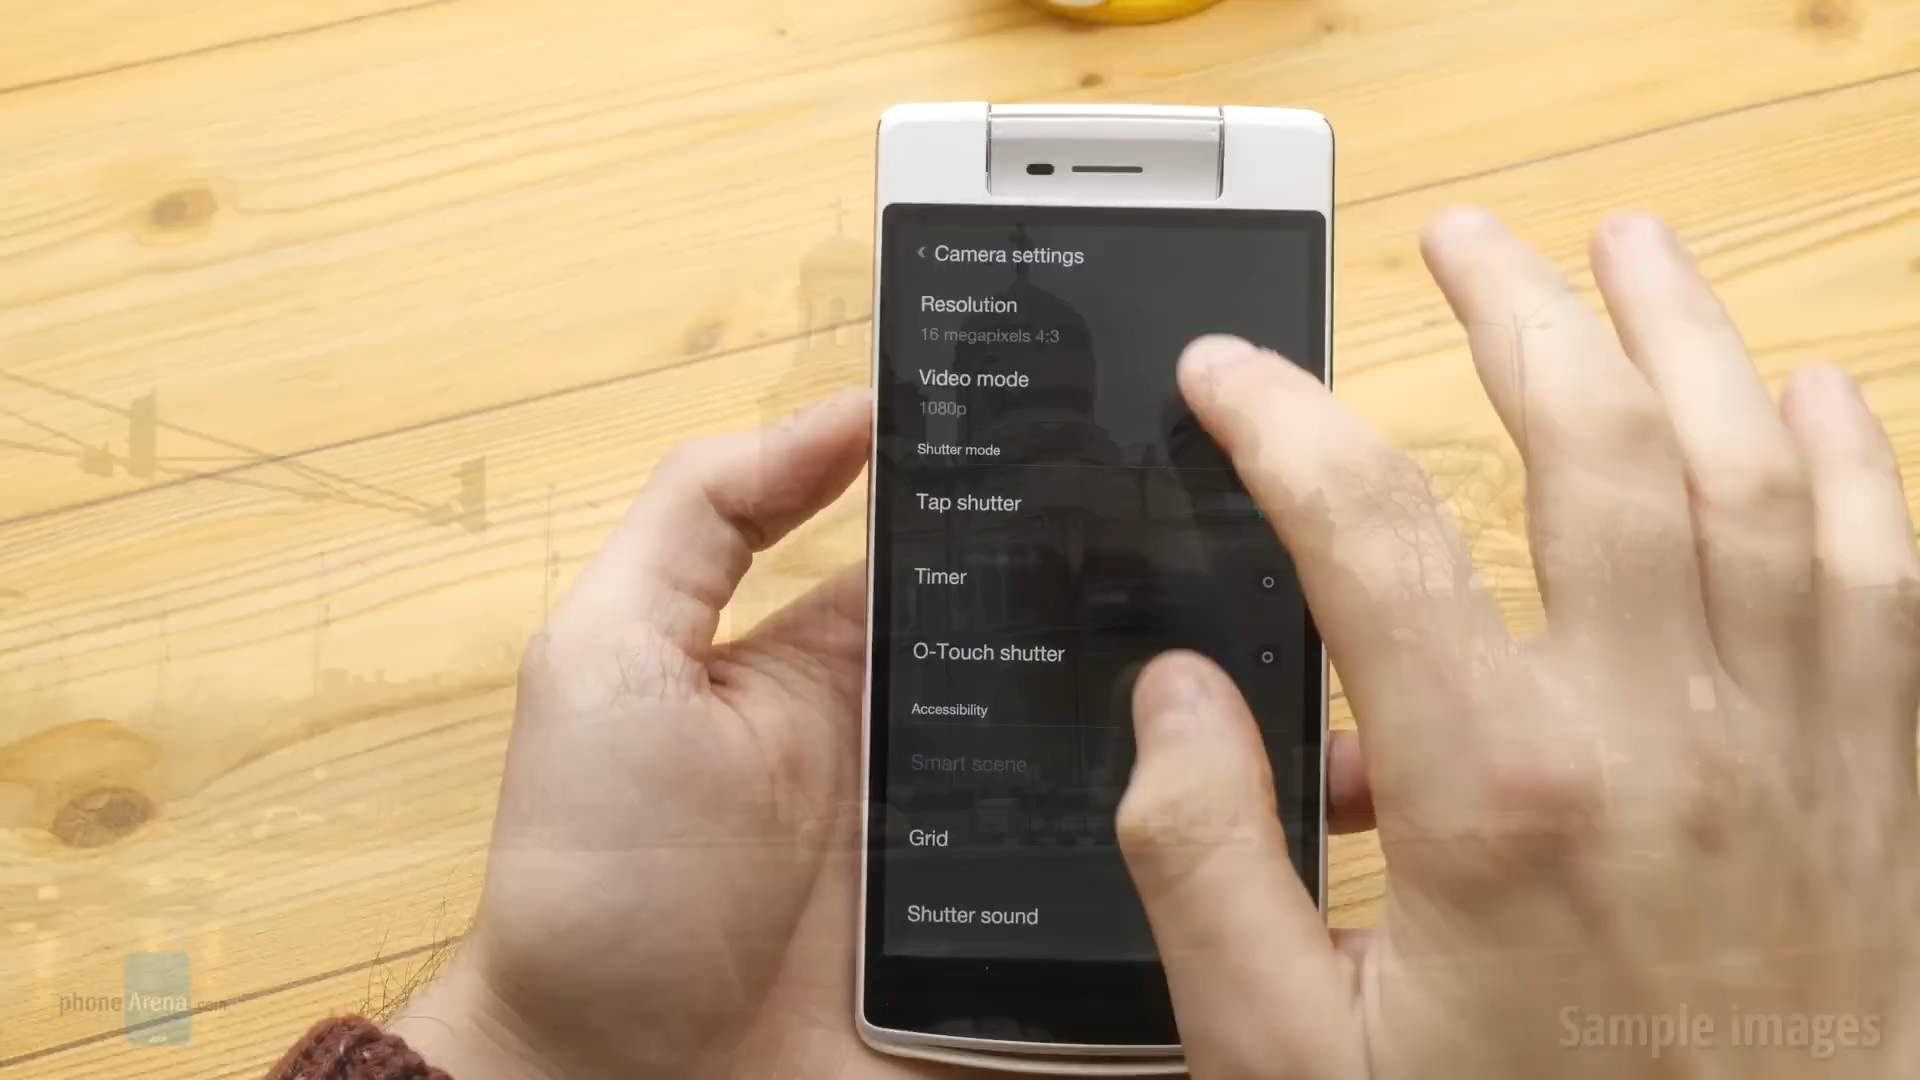 ‹ Camera settings
Resolution
16 megapixels 4:3
Video mode
1080p
Shutter mode
Tap shutter
Timer
O-Touch shutter
Accessibility
Smart scene
Grid
Shutter sound
phoneArena.com
Sample images